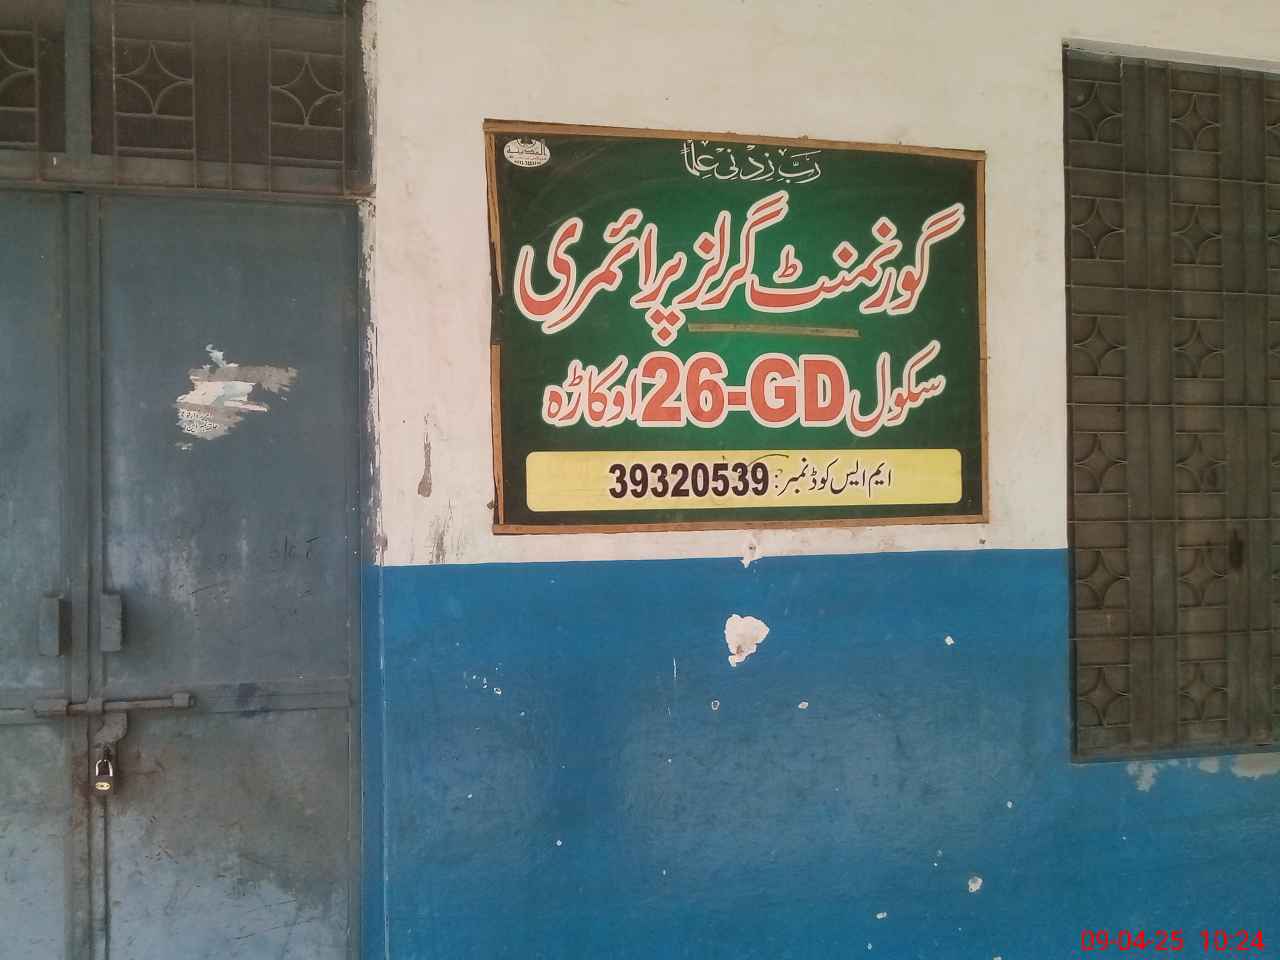 رَبِّ زِدْنِیْ عِلْمًا
گورنمنٹ گرلز پرائمری
سکول 26-GD اوکاڑہ
ایم ایس کوڈ نمبر: 39320539
09-04-25 10:24